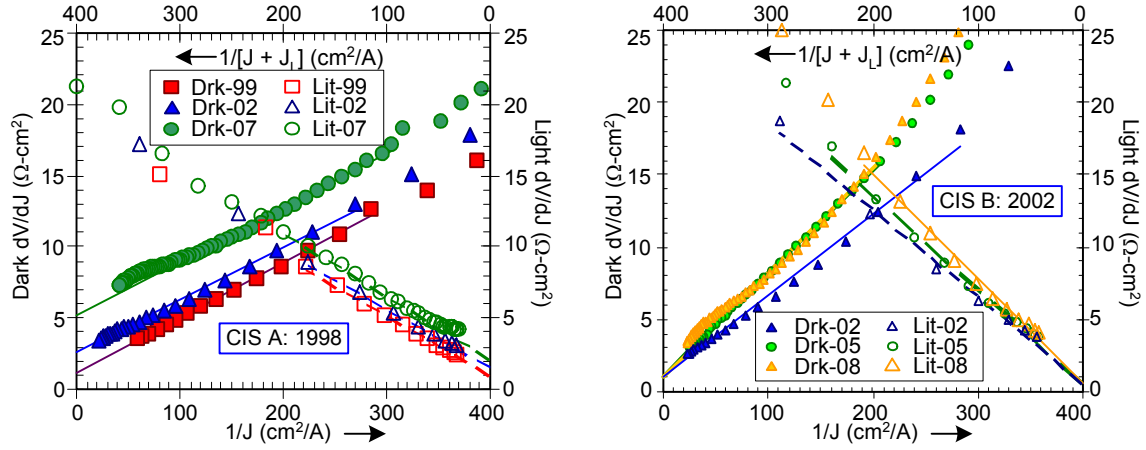 400 300 200 100 0
25 25
1/[J + J_L] (cm²/A)
Drk-99 Lit-99
Drk-02 Lit-02
Drk-07 Lit-07
20 20
15 15
10 10
5 5
0 0
Dark dV/dJ (Ω-cm²)
Light dV/dJ (Ω-cm²)
CIS A: 1998
0 100 200 300 400
1/J (cm²/A)
400 300 200 100 0
25 25
1/[J + J_L] (cm²/A)
20 20
15 15
10 10
5 5
0 0
Dark dV/dJ (Ω-cm²)
Light dV/dJ (Ω-cm²)
CIS B: 2002
Drk-02 Lit-02
Drk-05 Lit-05
Drk-08 Lit-08
0 100 200 300 400
1/J (cm²/A)